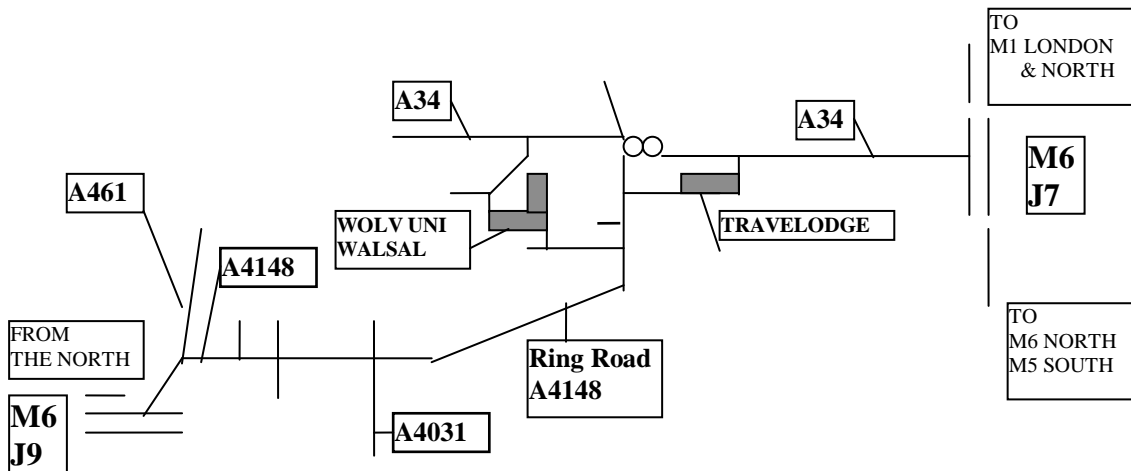 TO
M1 LONDON
& NORTH
A34
A34
M6
J7
A461
WOLV UNI
WALSAL
TRAVELODGE
A4148
FROM
THE NORTH
TO
M6 NORTH
M5 SOUTH
Ring Road
A4148
M6
J9
A4031